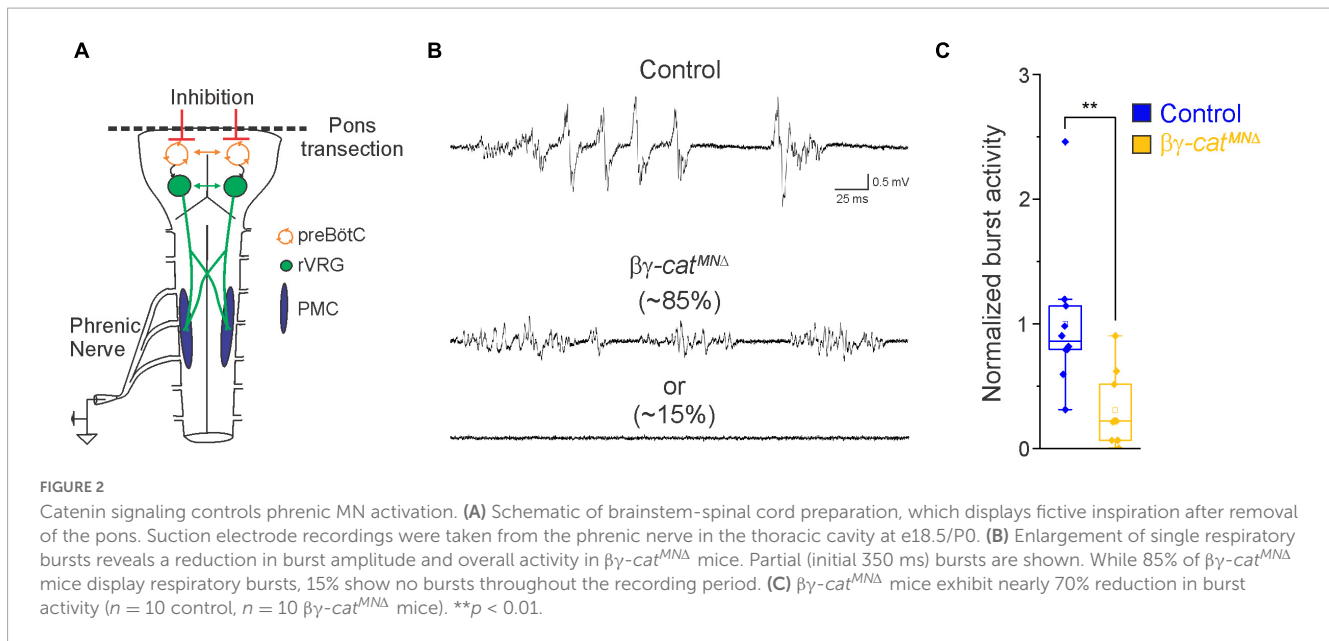 A
Inhibition
Pons
transection
preBötC
rVRG
PMC
Phrenic
Nerve
B
Control
0.5 mV
25 ms
βγ-cat^MNΔ
(~85%)
or
(~15%)
C
3
2
1
0
Normalized burst activity
**
Control
βγ-cat^MNΔ
FIGURE 2
Catenin signaling controls phrenic MN activation. (A) Schematic of brainstem-spinal cord preparation, which displays fictive inspiration after removal
of the pons. Suction electrode recordings were taken from the phrenic nerve in the thoracic cavity at e18.5/P0. (B) Enlargement of single respiratory
bursts reveals a reduction in burst amplitude and overall activity in βγ-cat^MNΔ mice. Partial (initial 350 ms) bursts are shown. While 85% of βγ-cat^MNΔ
mice display respiratory bursts, 15% show no bursts throughout the recording period. (C) βγ-cat^MNΔ mice exhibit nearly 70% reduction in burst
activity (n = 10 control, n = 10 βγ-cat^MNΔ mice). **p < 0.01.